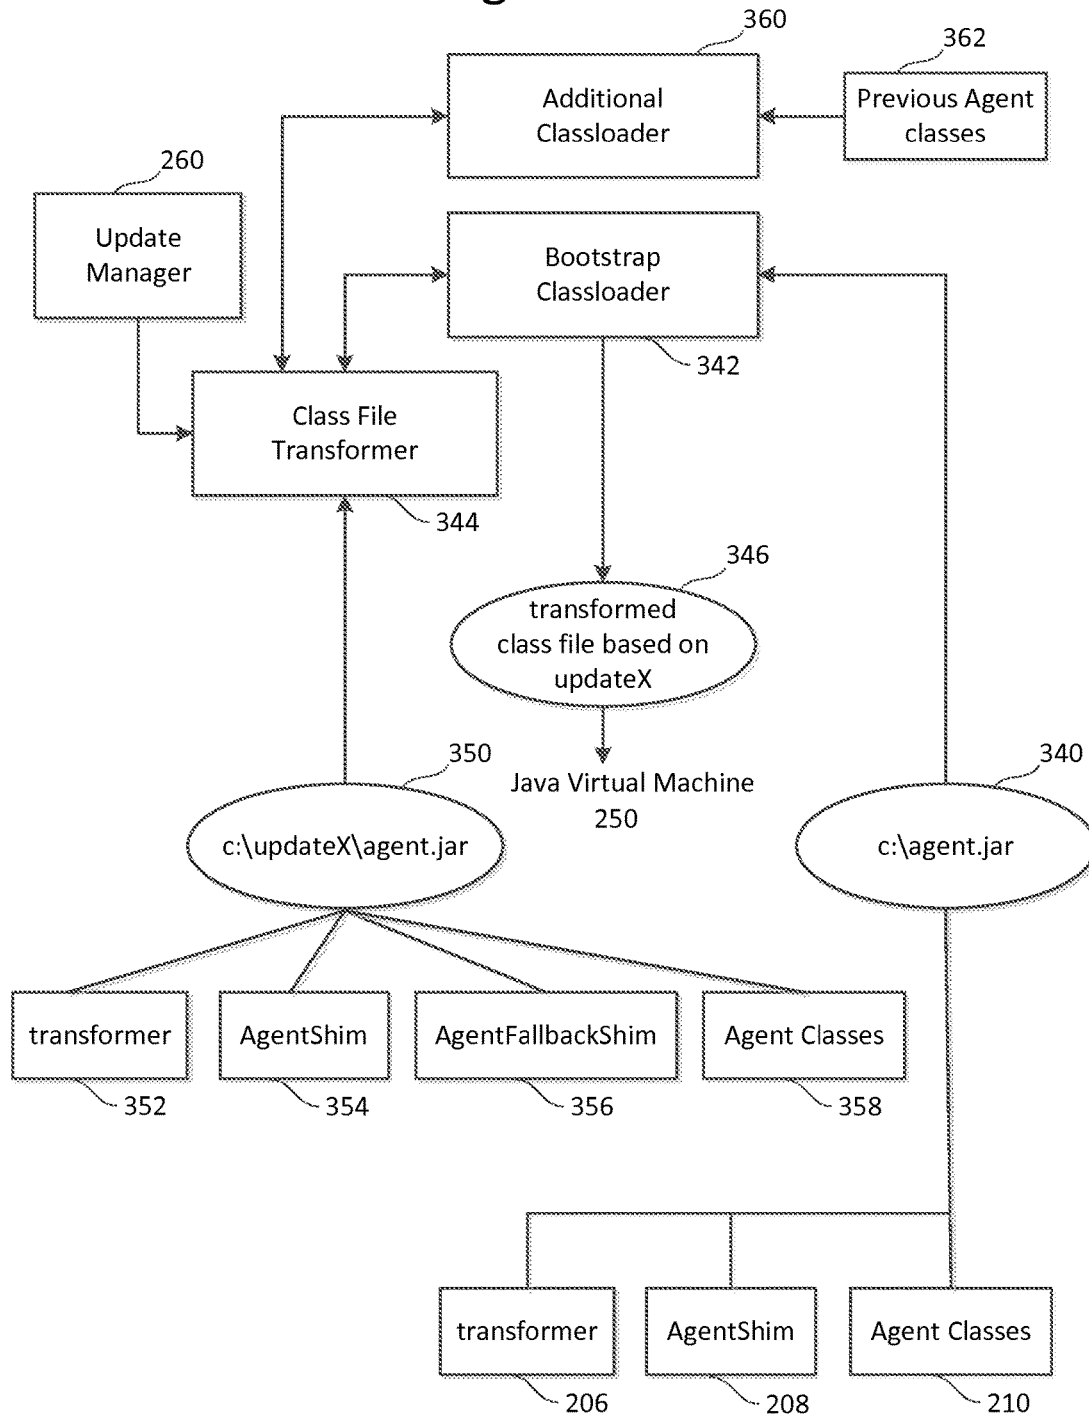 360
362
Additional
Classloader
Previous Agent
classes
260
Update
Manager
Bootstrap
Classloader
342
Class File
Transformer
344
346
transformed
class file based on
updateX
350
Java Virtual Machine
250
340
c:\updateX\agent.jar
c:\agent.jar
transformer
AgentShim
AgentFallbackShim
Agent Classes
352
354
356
358
transformer
AgentShim
Agent Classes
206
208
210